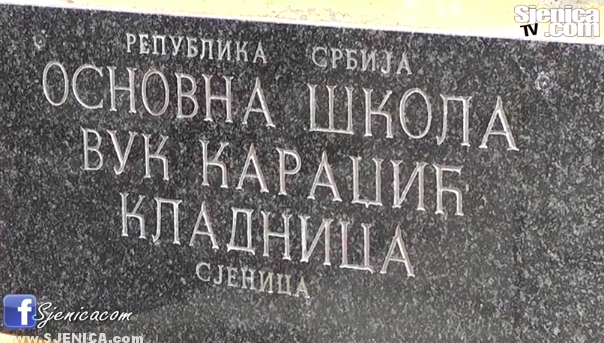 Sjenica
TV .com
РЕПУБЛИКА СРБИЈА
ОСНОВНА ШКОЛА
ВУК КАРАЏИЋ
КЛАДНИЦА
СЈЕНИЦА
f Sjenicacom
www.SJENICA.com